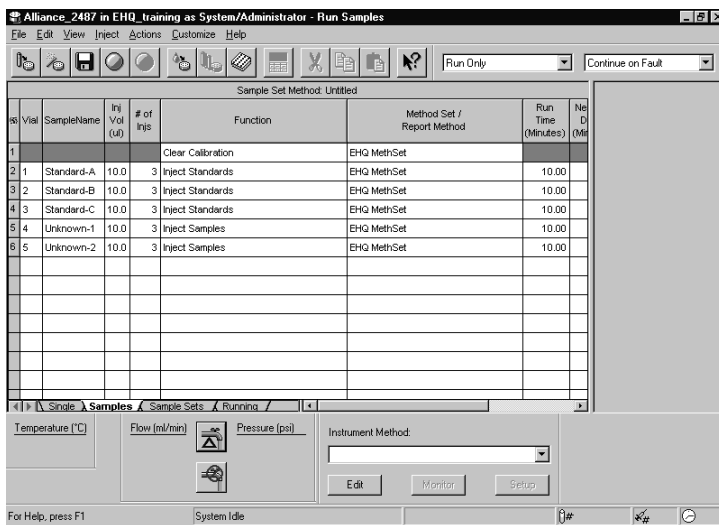 Alliance_2487 in EHQ_training as System/Administrator - Run Samples
File Edit View Inject Actions Customize Help
Run Only Continue on Fault
Sample Set Method: Untitled
Vial SampleName Inj Vol (ul) # of Injs Function Method Set / Report Method Run Time (Minutes)
1 Clear Calibration EHQ MethSet
2 1 Standard-A 10.0 3 Inject Standards EHQ MethSet 10.00
3 2 Standard-B 10.0 3 Inject Standards EHQ MethSet 10.00
4 3 Standard-C 10.0 3 Inject Standards EHQ MethSet 10.00
5 4 Unknown-1 10.0 3 Inject Samples EHQ MethSet 10.00
6 5 Unknown-2 10.0 3 Inject Samples EHQ MethSet 10.00
Single Samples Sample Sets Running
Temperature (°C) Flow (ml/min) Pressure (psi) Instrument Method:
Edit Monitor Setup
For Help, press F1 System Idle